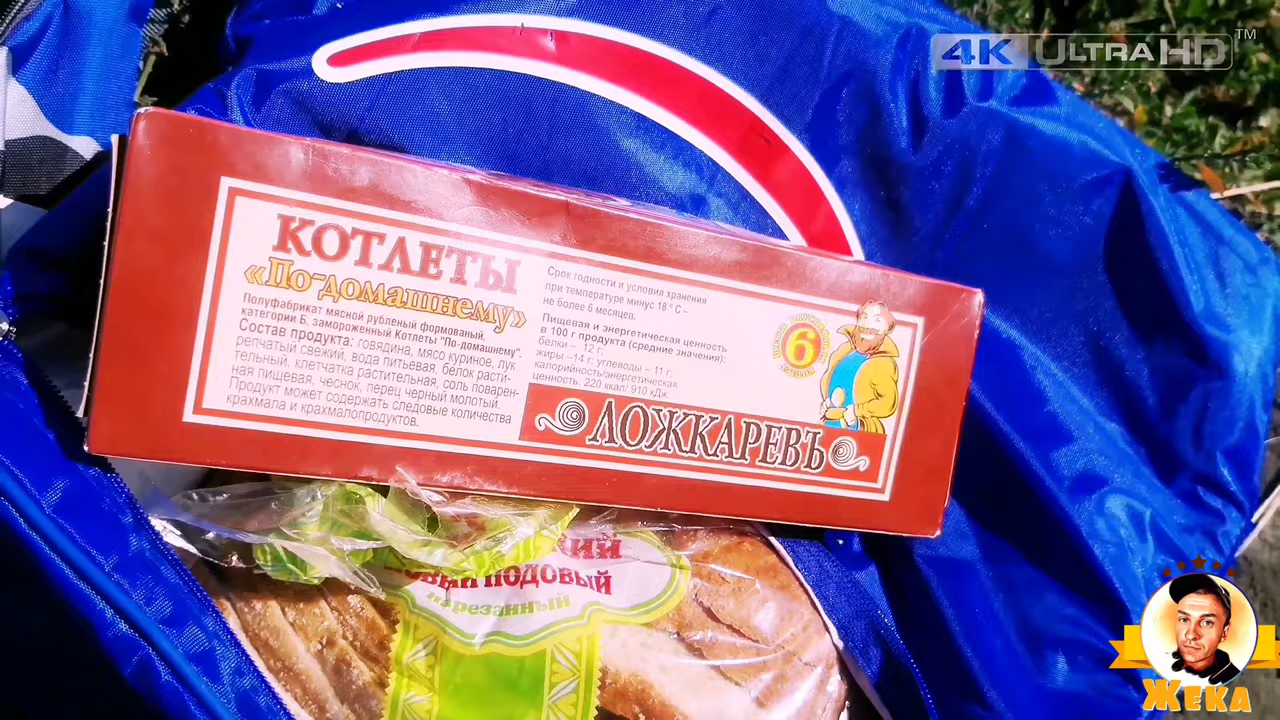 4K ULTRA HD™
КОТЛЕТЫ
«По-домашнему»
Полуфабрикат мясной рубленый формованый,
категории Б, замороженный Котлеты "По-домашнему".
Состав продукта: говядина, мясо куриное, лук
репчатый свежий, вода питьевая, белок расти-
тельный, клетчатка растительная, соль поварен-
ная пищевая, чеснок, перец черный молотый.
Продукт может содержать следовые количества
крахмала и крахмалопродуктов.
Срок годности и условия хранения
при температуре минус 18 ° С –
не более 6 месяцев.
Пищевая и энергетическая ценность
в 100 г продукта (средние значения):
белки – 12 г;
жиры –14 г; углеводы – 11 г;
калорийность/энергетическая
ценность, 220 ккал/ 910 кДж.
6
ЛОЖКАРЕВЪ
подовый
нарезанный
Жека